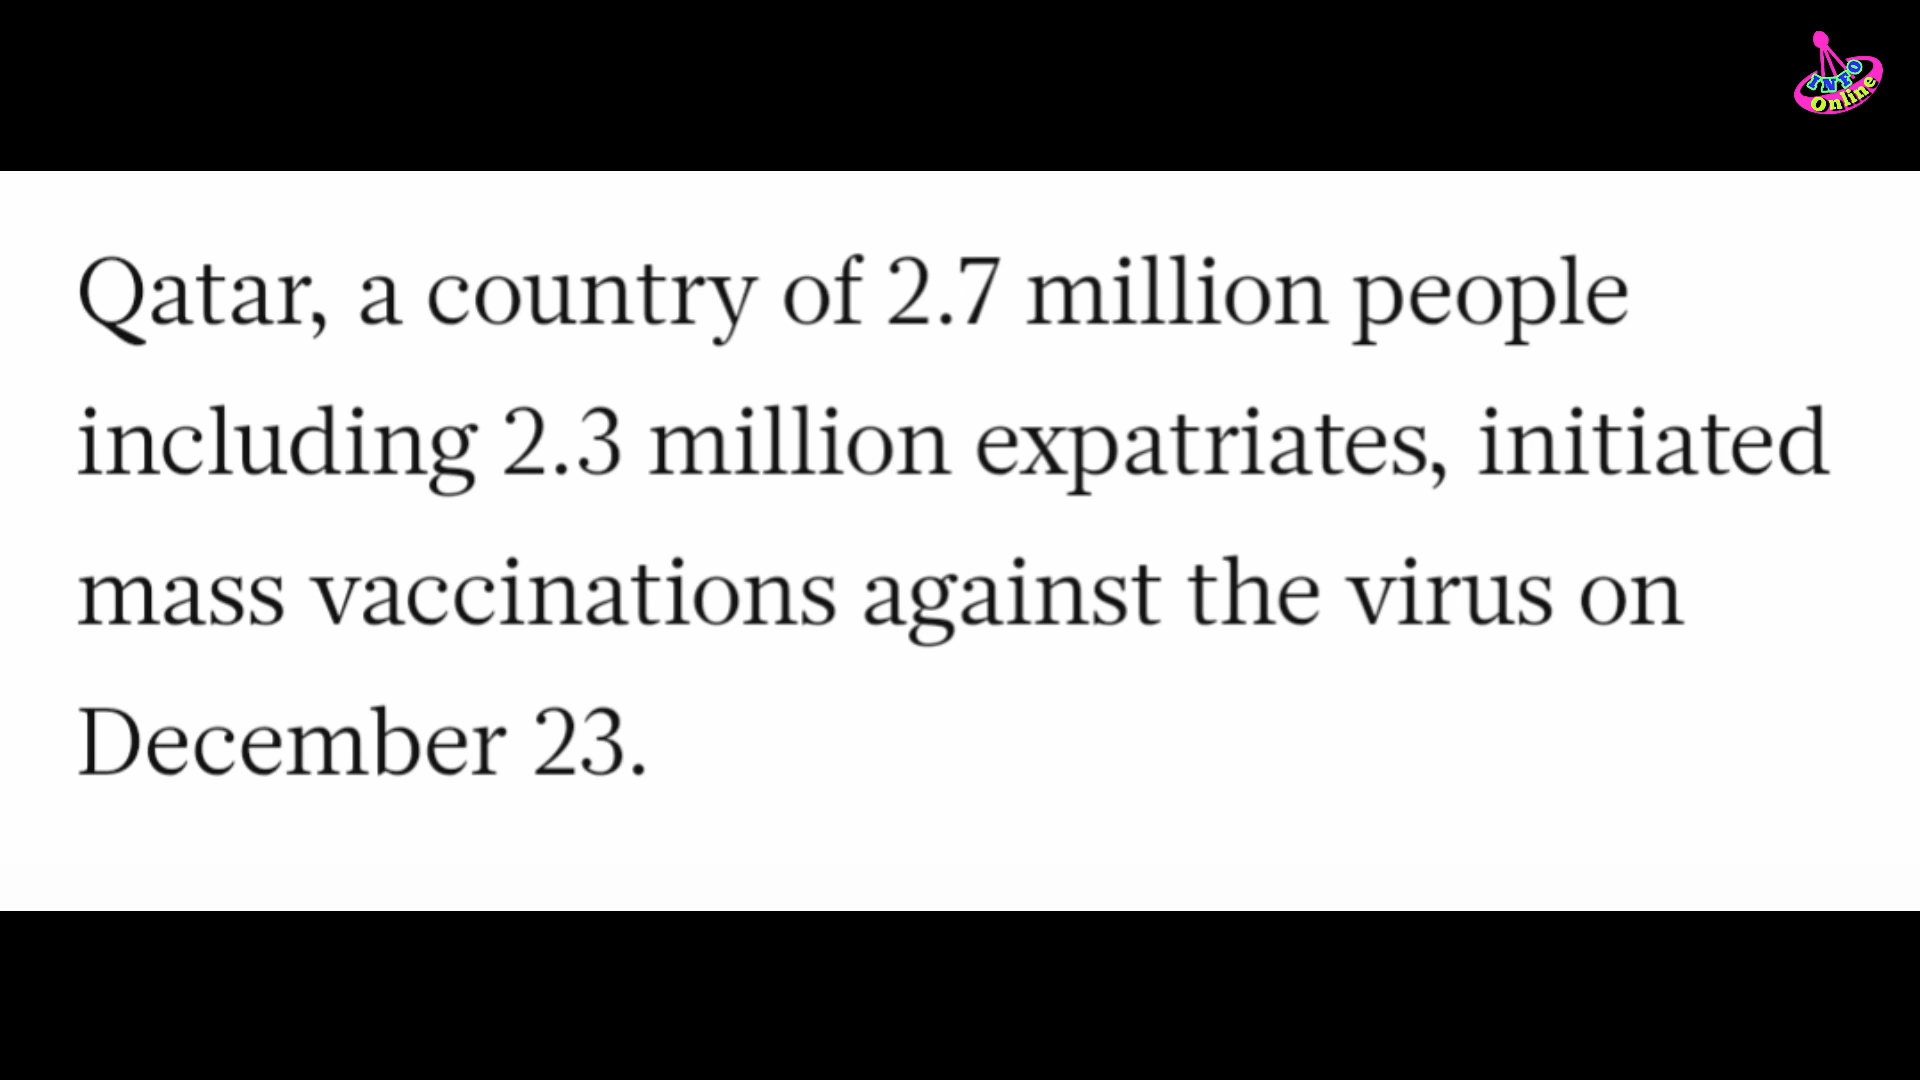 INFO
Online
Qatar, a country of 2.7 million people
including 2.3 million expatriates, initiated
mass vaccinations against the virus on
December 23.